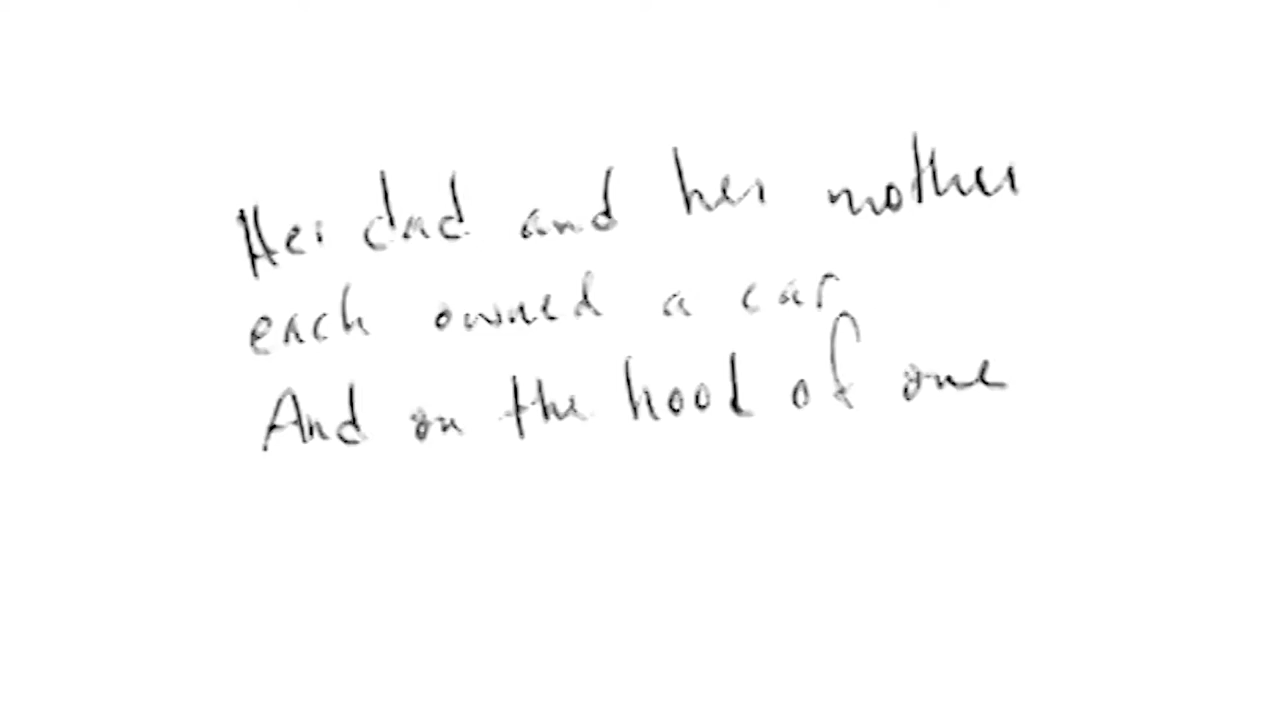 Her dad and her mother
each owned a car
And on the hood of one